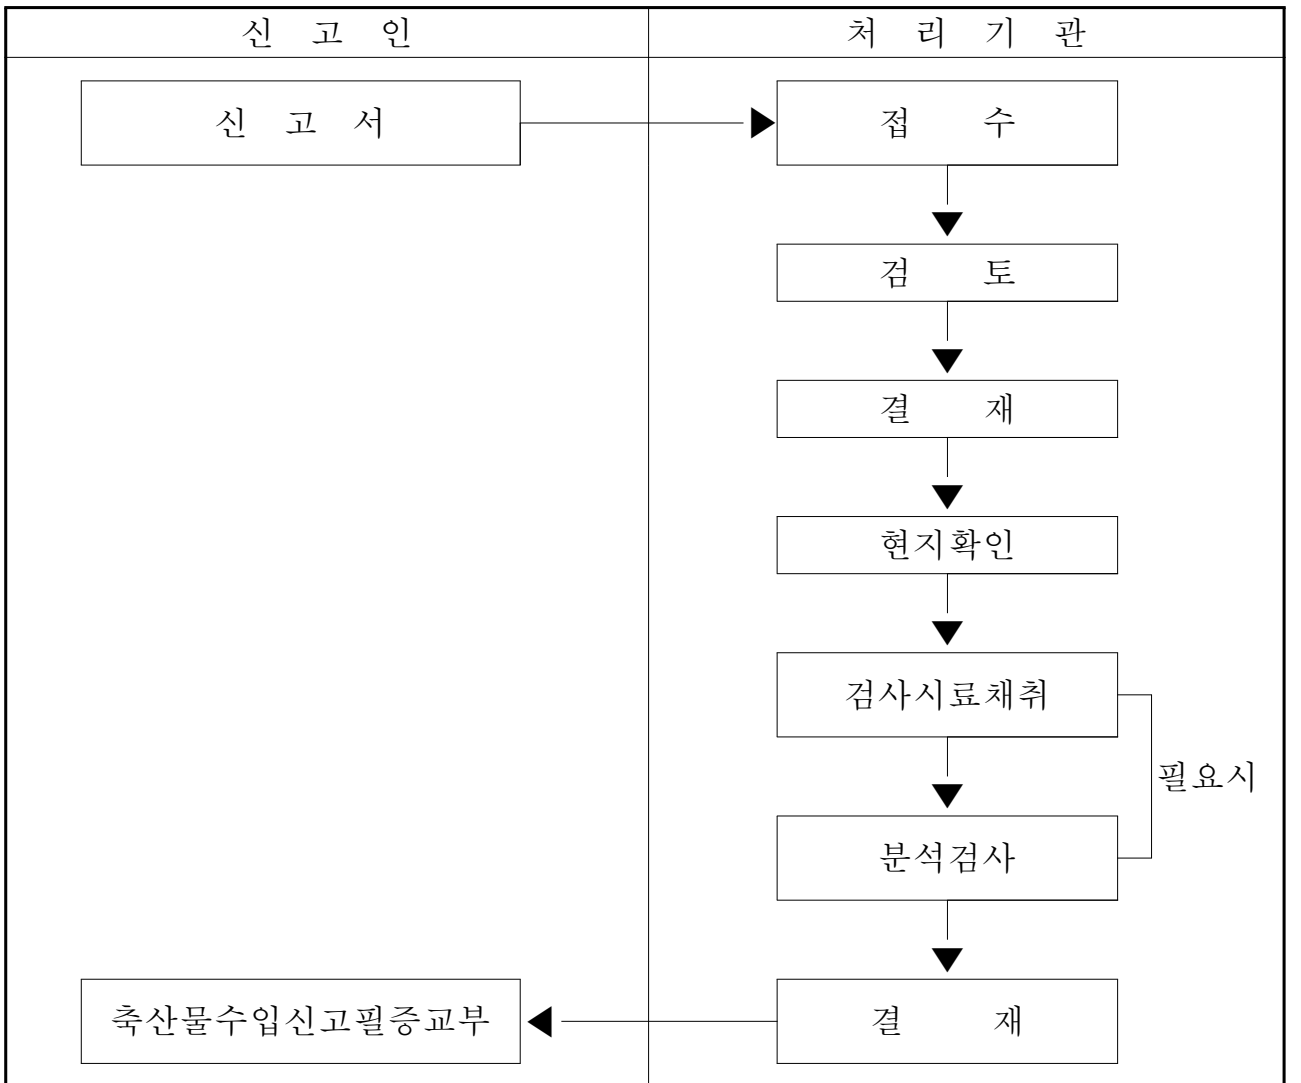 신 고 인
처 리 기 관
신 고 서
접 수
검 토
결 재
현지확인
검사시료채취
필요시
분석검사
축산물수입신고필증교부
결 재